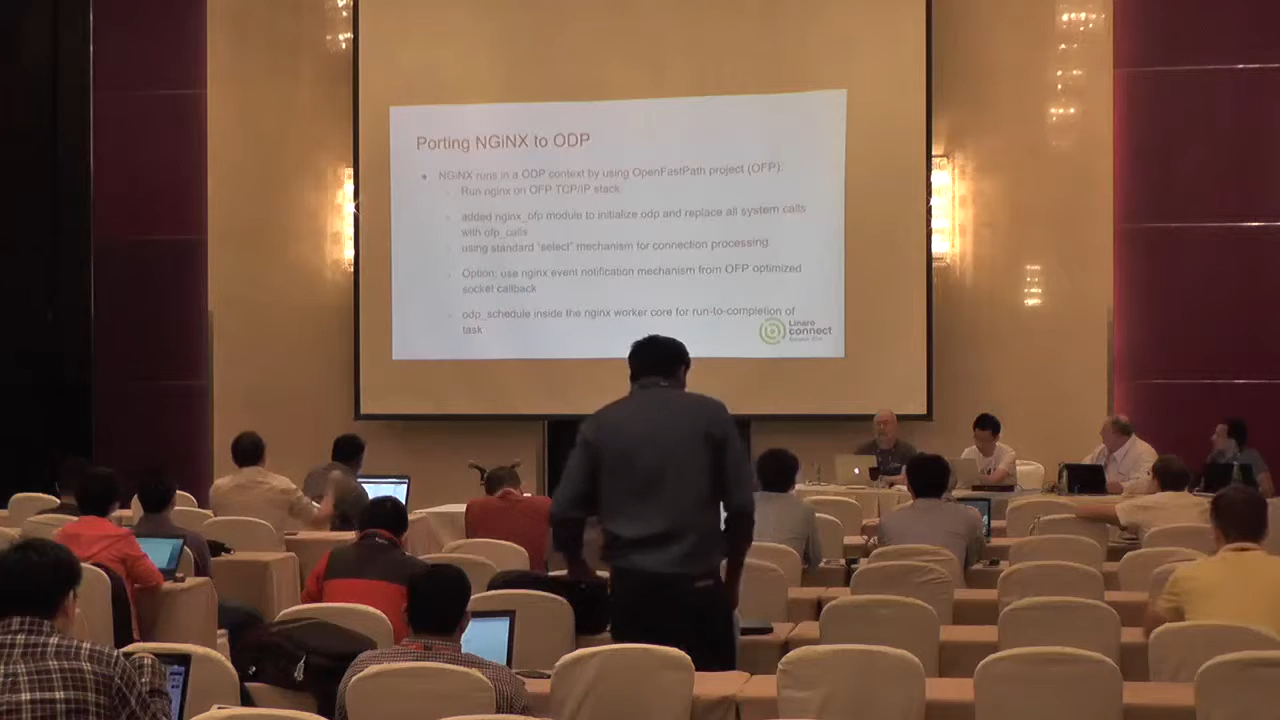 Porting NGiNX to ODP
NGiNX runs in a ODP context by using OpenFastPath project (OFP).
Run nginx on OFP TCP/IP stack
added nginx_ofp module to initialize odp and replace all system calls
with ofp_calls
using standard "select" mechanism for connection processing
Option: use nginx event notification mechanism from OFP optimized
socket callback
odp_schedule inside the nginx worker core for run-to-completion of
task
Linaro
connect